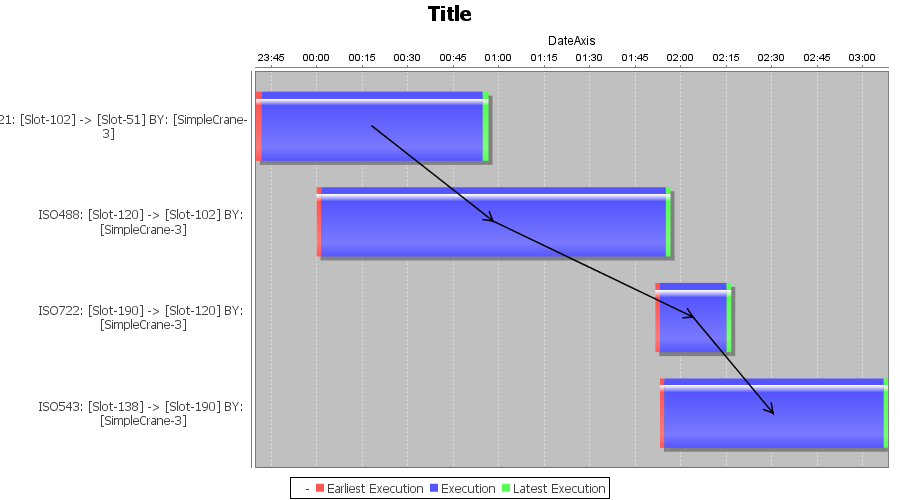 Title
DateAxis
23:45 00:00 00:15 00:30 00:45 01:00 01:15 01:30 01:45 02:00 02:15 02:30 02:45 03:00
21: [Slot-102] -> [Slot-51] BY: [SimpleCrane-
3]
ISO488: [Slot-120] -> [Slot-102] BY:
[SimpleCrane-3]
ISO722: [Slot-190] -> [Slot-120] BY:
[SimpleCrane-3]
ISO543: [Slot-138] -> [Slot-190] BY:
[SimpleCrane-3]
- Earliest Execution Execution Latest Execution